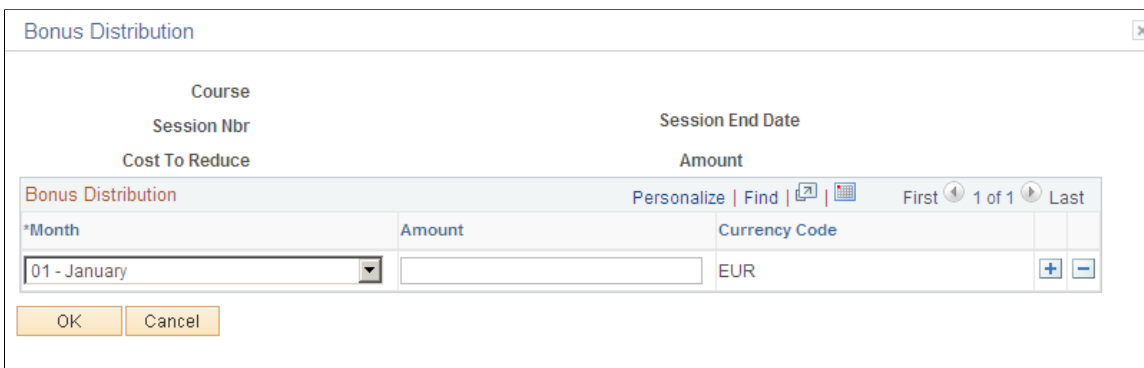 Bonus Distribution
Course
Session Nbr
Session End Date
Cost To Reduce
Amount
Bonus Distribution Personalize | Find | | First 1 of 1 Last
*Month Amount Currency Code
01 - January EUR
OK Cancel